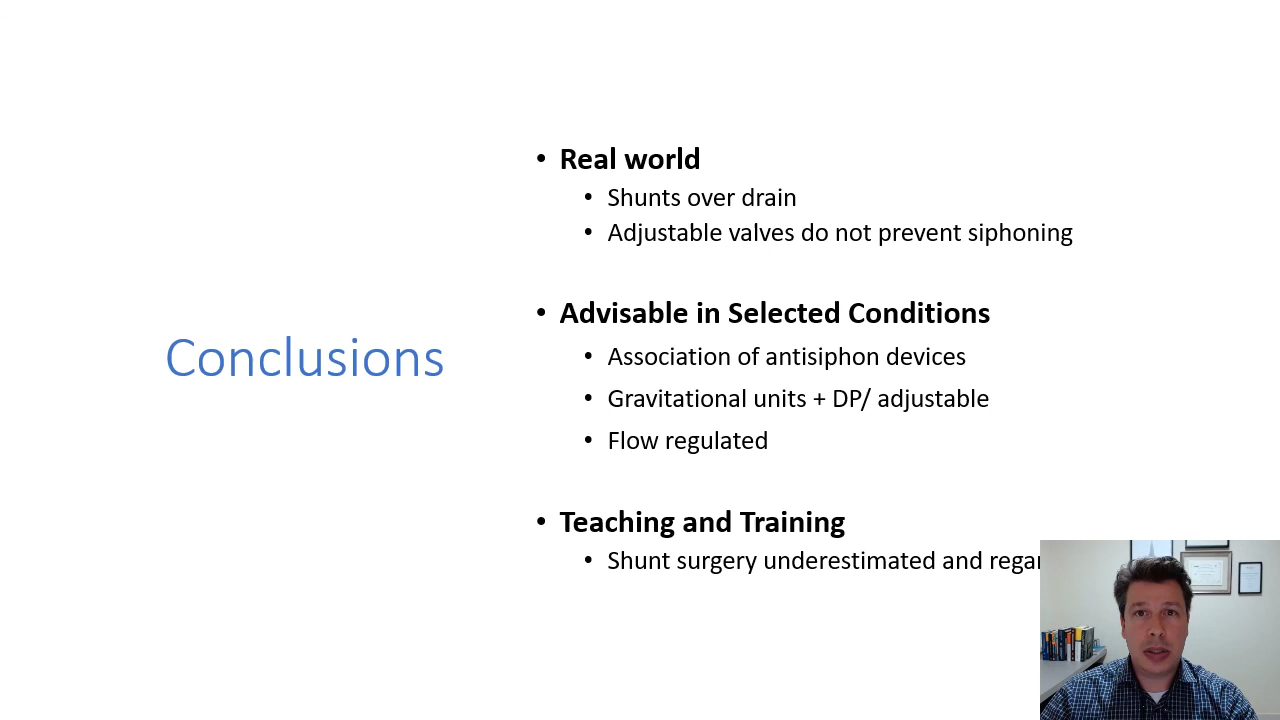 Conclusions
• Real world
• Shunts over drain
• Adjustable valves do not prevent siphoning
• Advisable in Selected Conditions
• Association of antisiphon devices
• Gravitational units + DP/ adjustable
• Flow regulated
• Teaching and Training
• Shunt surgery underestimated and